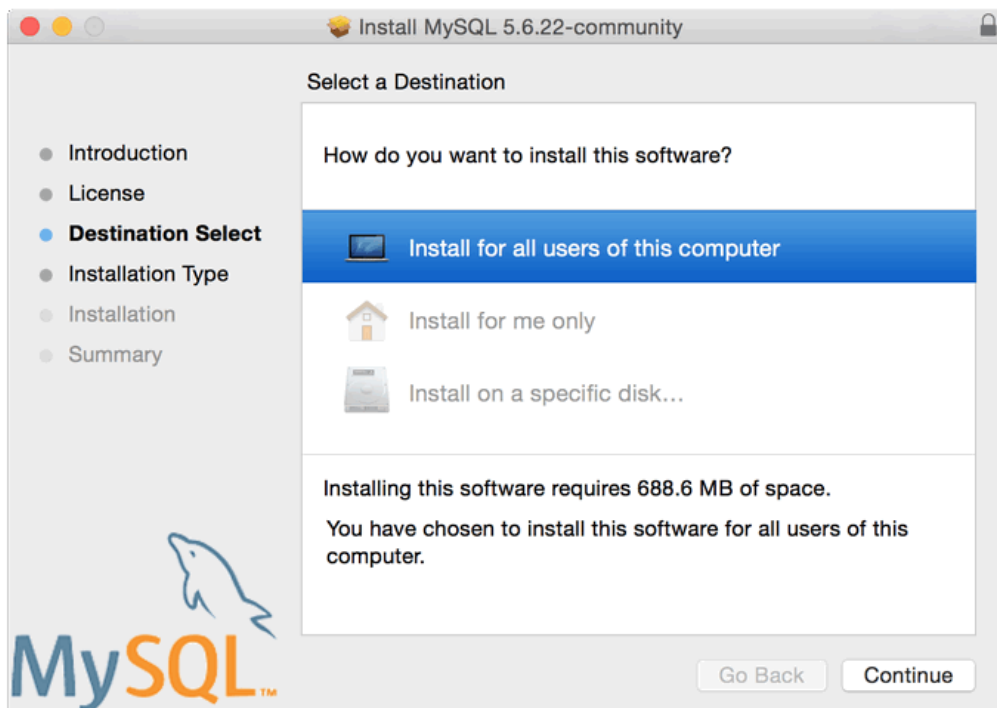 Install MySQL 5.6.22-community
Select a Destination
Introduction
License
Destination Select
Installation Type
Installation
Summary
How do you want to install this software?
Install for all users of this computer
Install for me only
Install on a specific disk...
Installing this software requires 688.6 MB of space.
You have chosen to install this software for all users of this
computer.
MySQL™
Go Back
Continue